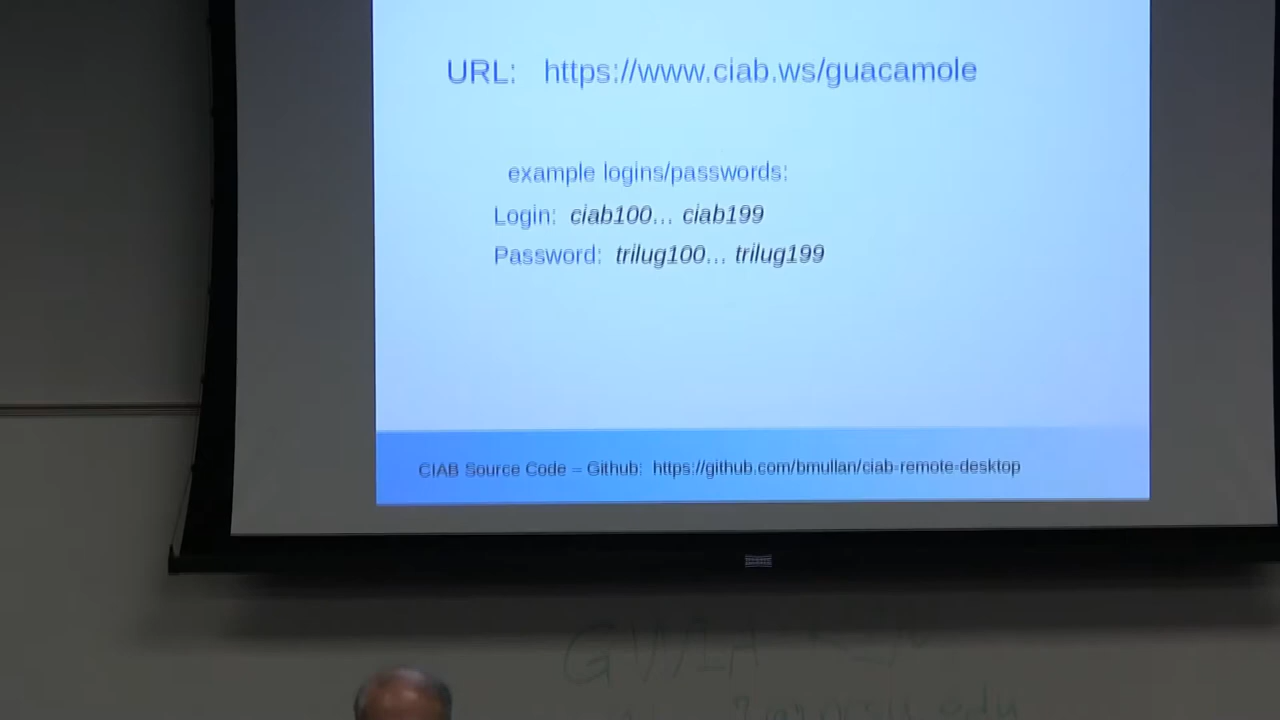 URL: https://www.ciab.ws/guacamole
example logins/passwords:
Login: ciab100... ciab199
Password: trilug100... trilug199
CIAB Source Code – Github: https://github.com/bmullan/ciab-remote-desktop